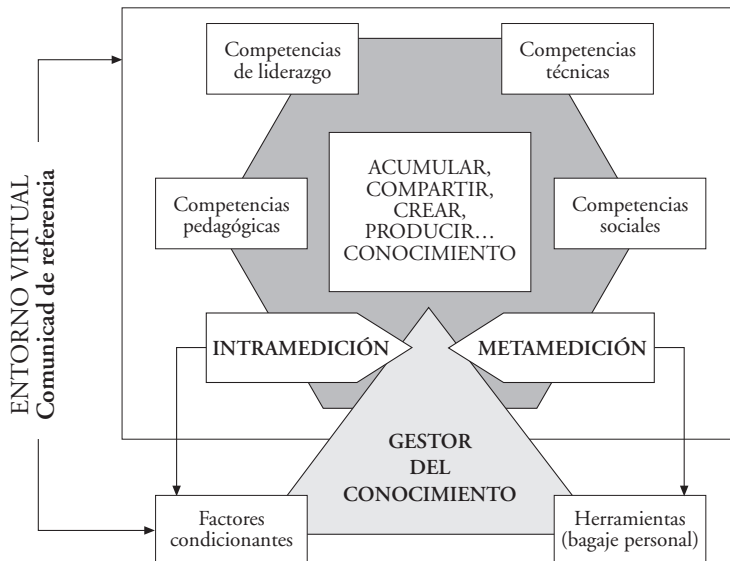 Competencias
de liderazgo
Competencias
técnicas
ACUMULAR,
COMPARTIR,
CREAR,
PRODUCIR…
CONOCIMIENTO
Competencias
pedagógicas
Competencias
sociales
ENTORNO VIRTUAL
Comunicad de referencia
INTRAMEDICIÓN
METAMEDICIÓN
GESTOR
DEL
CONOCIMIENTO
Factores
condicionantes
Herramientas
(bagaje personal)